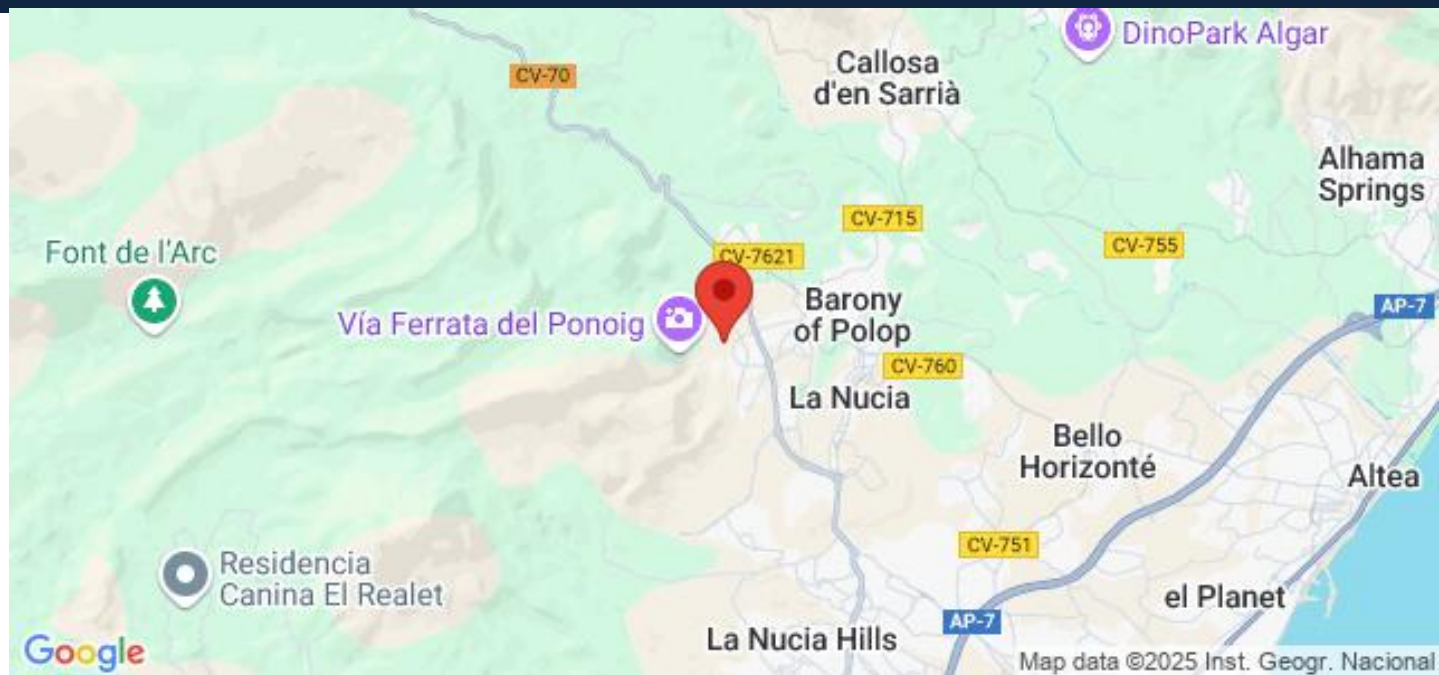 DinoPark Algar
Callosa
d'en Sarrià
CV-70
Alhama
Springs
CV-715
CV-755
Font de l'Arc
CV-7621
Barony
of Polop
AP-7
Vía Ferrata del Ponoig
CV-760
La Nucia
Bello
Horizonté
Altea
CV-751
Residencia
Canina El Realet
el Planet
AP-7
La Nucia Hills
Google
Map data ©2025 Inst. Geogr. Nacional